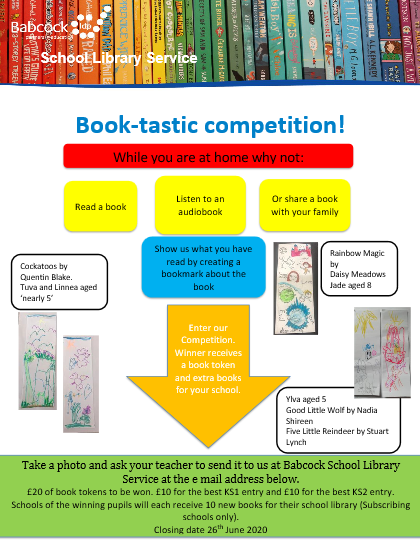 Babcock
ldp
School Library Service
Book-tastic competition!
While you are at home why not:
Read a book
Listen to an
audiobook
Or share a book
with your family
Show us what you have
read by creating a
bookmark about the
book
Cockatoos by
Quentin Blake.
Tuva and Linnea aged
‘nearly 5’
Rainbow Magic
by
Daisy Meadows
Jade aged 8
Enter our
Competition.
Winner receives
a book token
and extra books
for your school.
Ylva aged 5
Good Little Wolf by Nadia
Shireen
Five Little Reindeer by Stuart
Lynch
Take a photo and ask your teacher to send it to us at Babcock School Library
Service at the e mail address below.
£20 of book tokens to be won. £10 for the best KS1 entry and £10 for the best KS2 entry.
Schools of the winning pupils will each receive 10 new books for their school library (Subscribing
schools only).
Closing date 26th June 2020